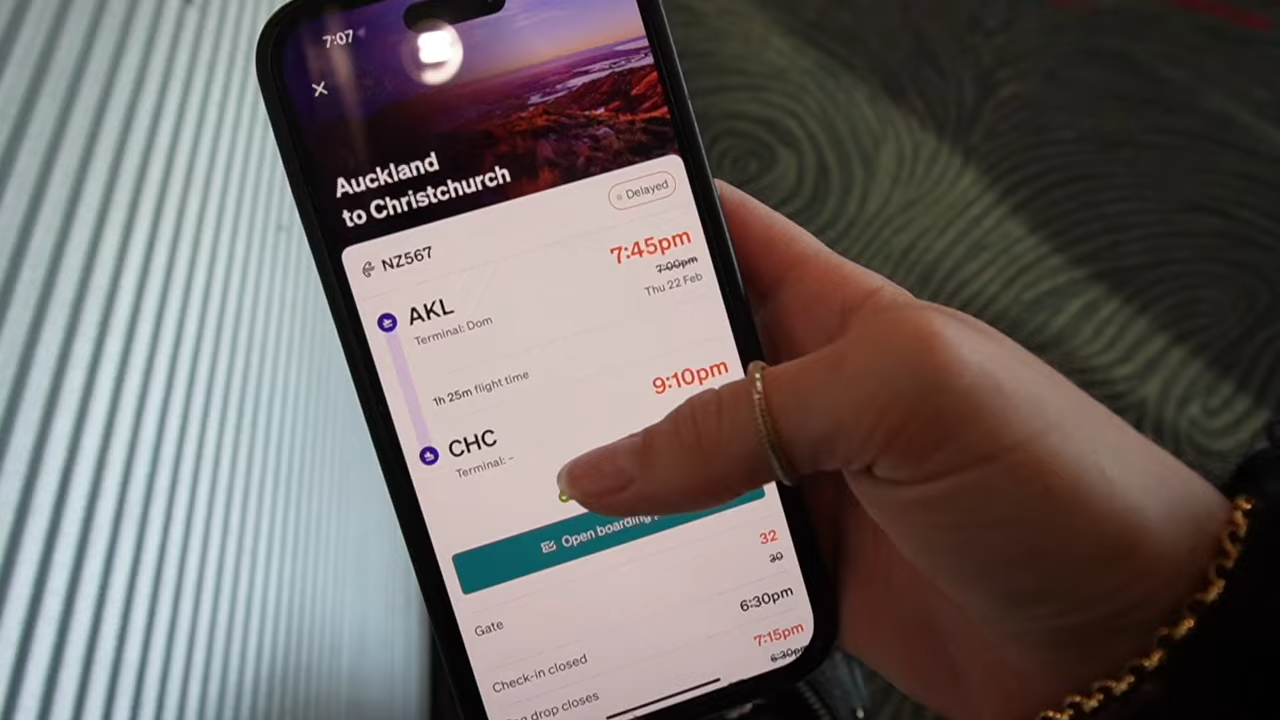 7:07
Auckland
to Christchurch
Delayed
NZ567
7:45pm
7:00pm
Thu 22 Feb
AKL
Terminal: Dom
1h 25m flight time
9:10pm
CHC
Terminal: –
Open boarding
32
30
Gate
6:30pm
Check-in closed
7:15pm
6:30p
drop closes